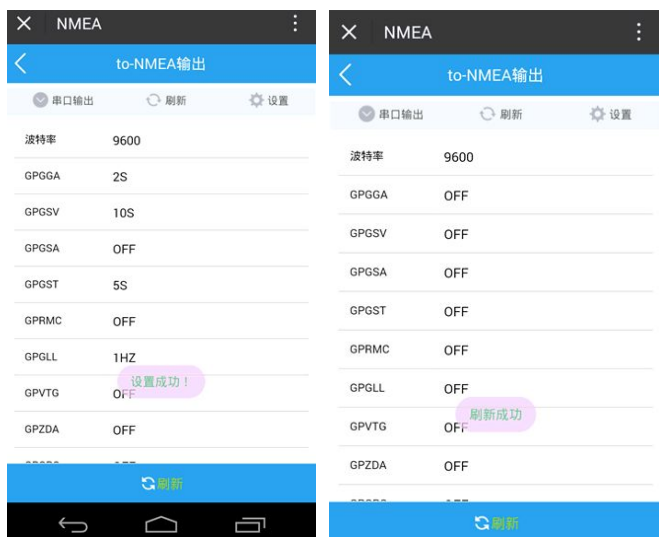 NMEA
to-NMEA输出
串口输出 刷新 设置
波特率 9600
GPGGA 2S
GPGSV 10S
GPGSA OFF
GPGST 5S
GPRMC OFF
GPGLL 1HZ
设置成功！
GPVTG OFF
GPZDA OFF
刷新
NMEA
to-NMEA输出
串口输出 刷新 设置
波特率 9600
GPGGA OFF
GPGSV OFF
GPGSA OFF
GPGST OFF
GPRMC OFF
GPGLL OFF
刷新成功
GPVTG OFF
GPZDA OFF
刷新